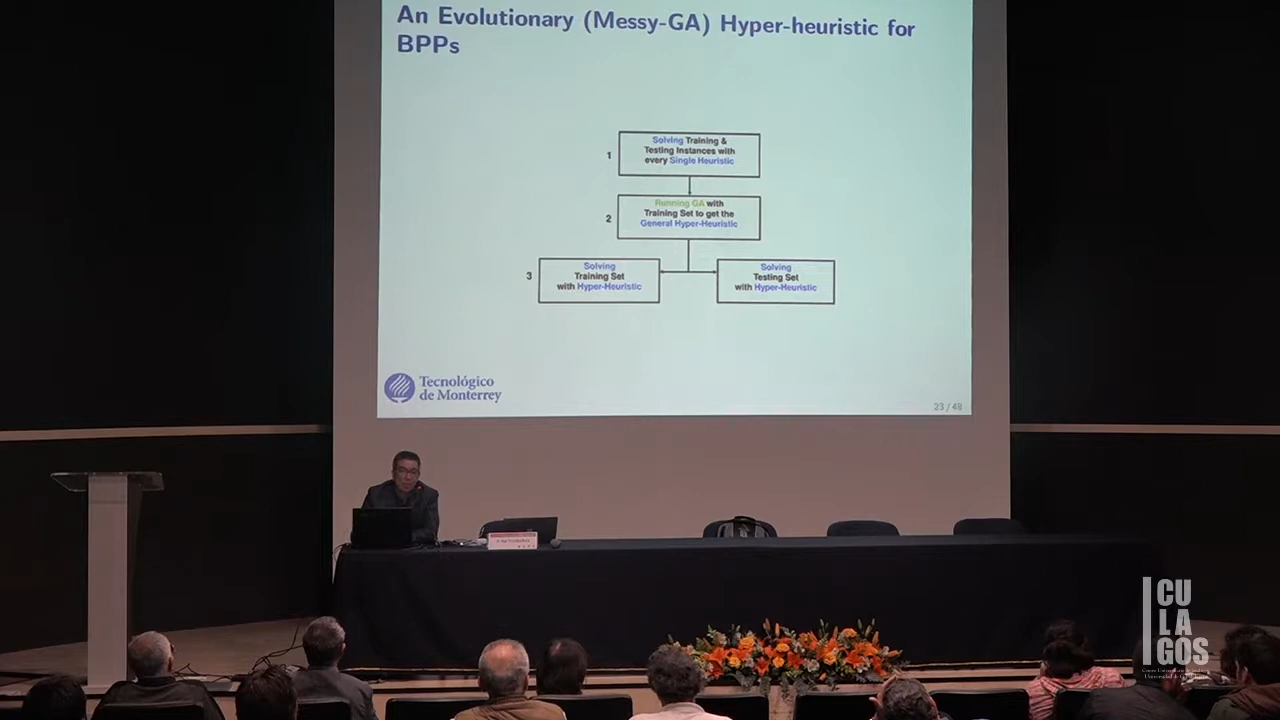 An Evolutionary (Messy-GA) Hyper-heuristic for
BPPs
1
Solving Training &
Testing Instances with
every Single Heuristic
2
Running GA with
Training Set to get the
General Hyper-Heuristic
3
Solving
Training Set
with Hyper-Heuristic
Solving
Testing Set
with Hyper-Heuristic
Tecnológico
de Monterrey
23 / 48
CU
LA
GOS